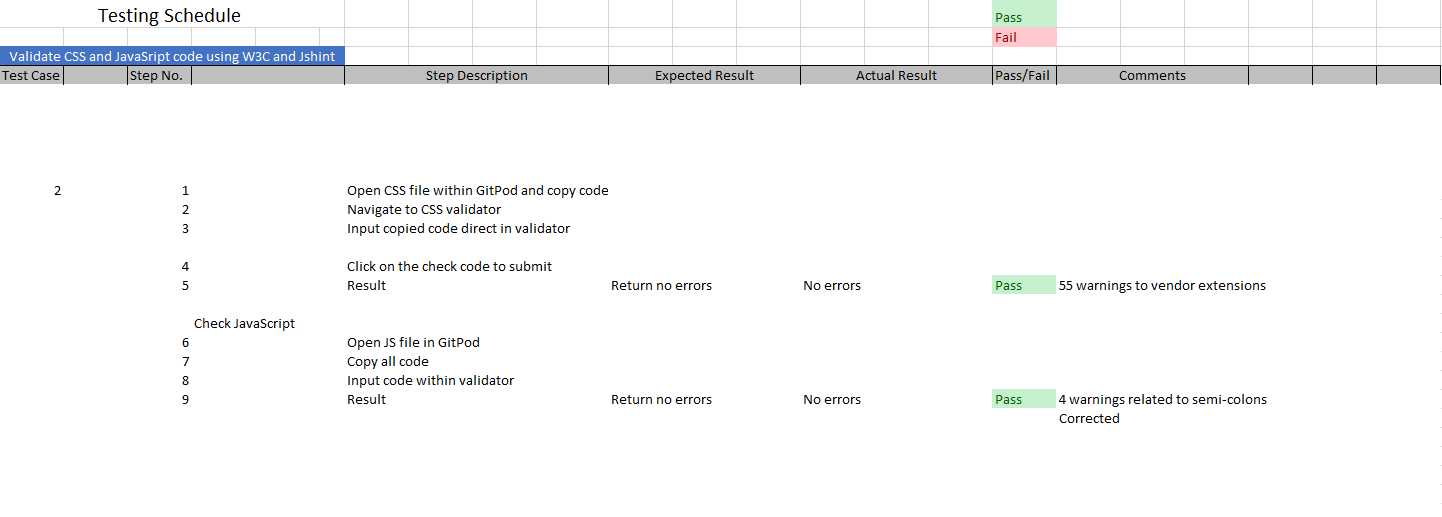 Testing Schedule
Pass
Fail
Validate CSS and JavaSript code using W3C and Jshint
Test Case Step No. Step Description Expected Result Actual Result Pass/Fail Comments
2 1 Open CSS file within GitPod and copy code
2 Navigate to CSS validator
3 Input copied code direct in validator
4 Click on the check code to submit
5 Result Return no errors No errors Pass 55 warnings to vendor extensions
Check JavaScript
6 Open JS file in GitPod
7 Copy all code
8 Input code within validator
9 Result Return no errors No errors Pass 4 warnings related to semi-colons
Corrected